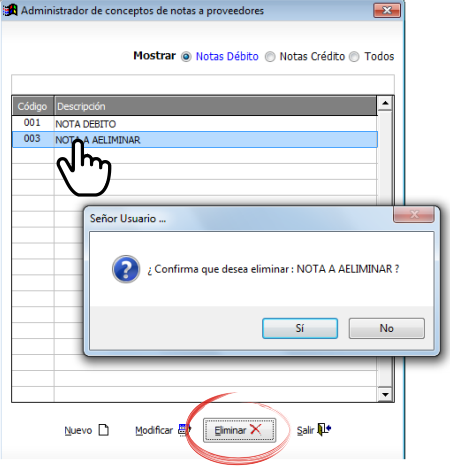 Administrador de conceptos de notas a proveedores
Mostrar Notas Débito Notas Crédito Todos
Código Descripción
001 NOTA DEBITO
003 NOTA A AELIMINAR
Señor Usuario ...
¿ Confirma que desea eliminar : NOTA A AELIMINAR ?
Sí No
Nuevo Modificar Eliminar Salir